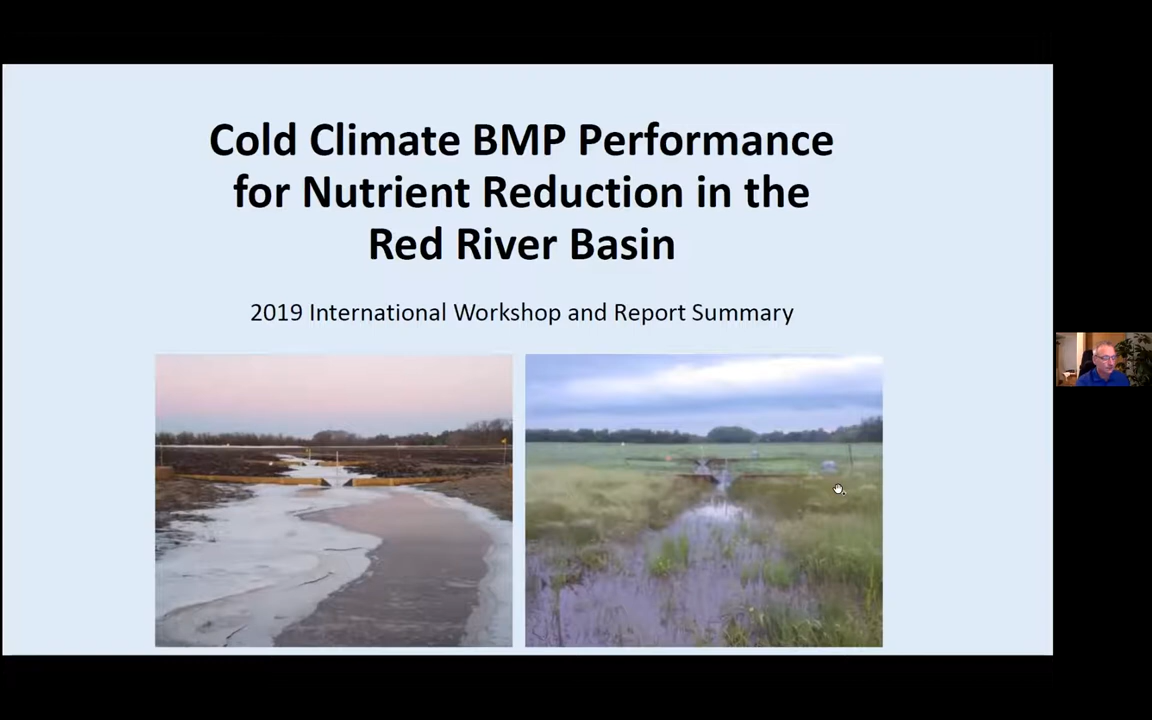 Cold Climate BMP Performance
for Nutrient Reduction in the
Red River Basin
2019 International Workshop and Report Summary